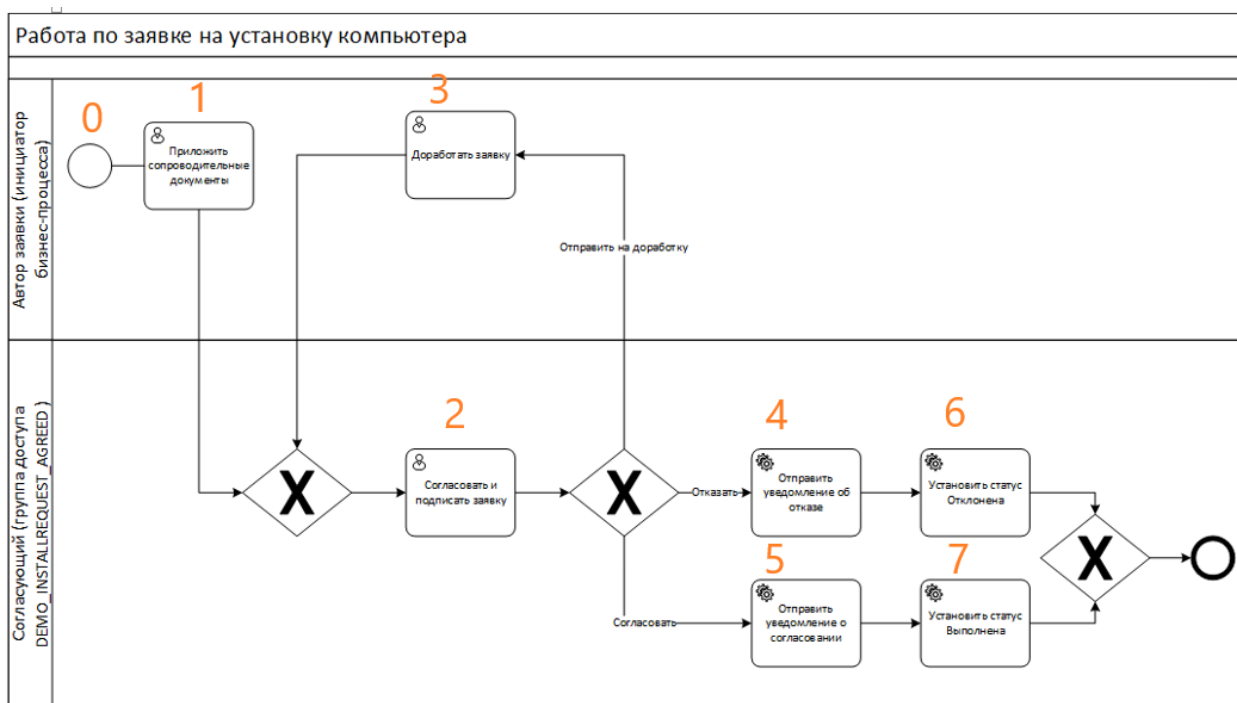 Работа по заявке на установку компьютера
Автор заявки (инициатор
бизнес-процесса)
0
1
Приложить
сопроводительные
документы
3
Доработать заявку
Отправить на доработку
Согласующий (группа доступа
DEMO_INSTALLREQUEST_AGREED )
X
2
Согласовать и
подписать заявку
X
Отказать
4
Отправить
уведомление об
отказе
6
Установить статус
Отклонена
X
Согласовать
5
Отправить
уведомление о
согласовании
7
Установить статус
Выполнена